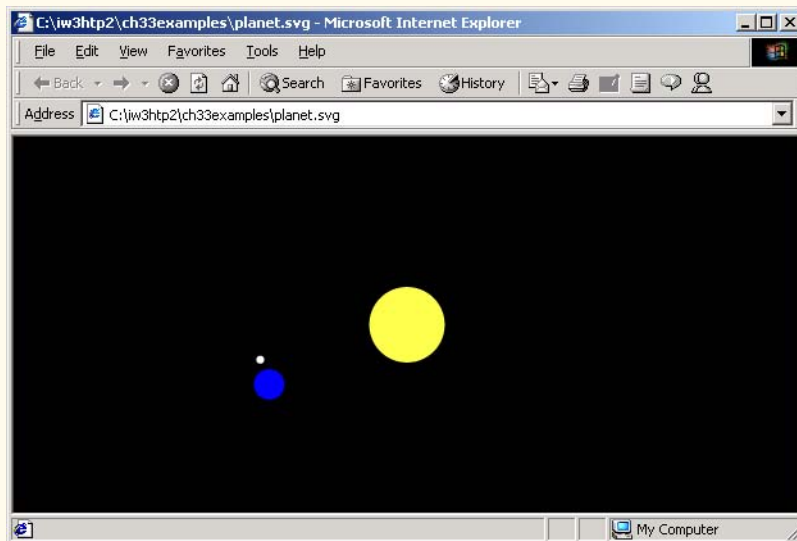 C:\iw3htp2\ch33examples\planet.svg - Microsoft Internet Explorer
File Edit View Favorites Tools Help
Back Search Favorites History
Address C:\iw3htp2\ch33examples\planet.svg
My Computer